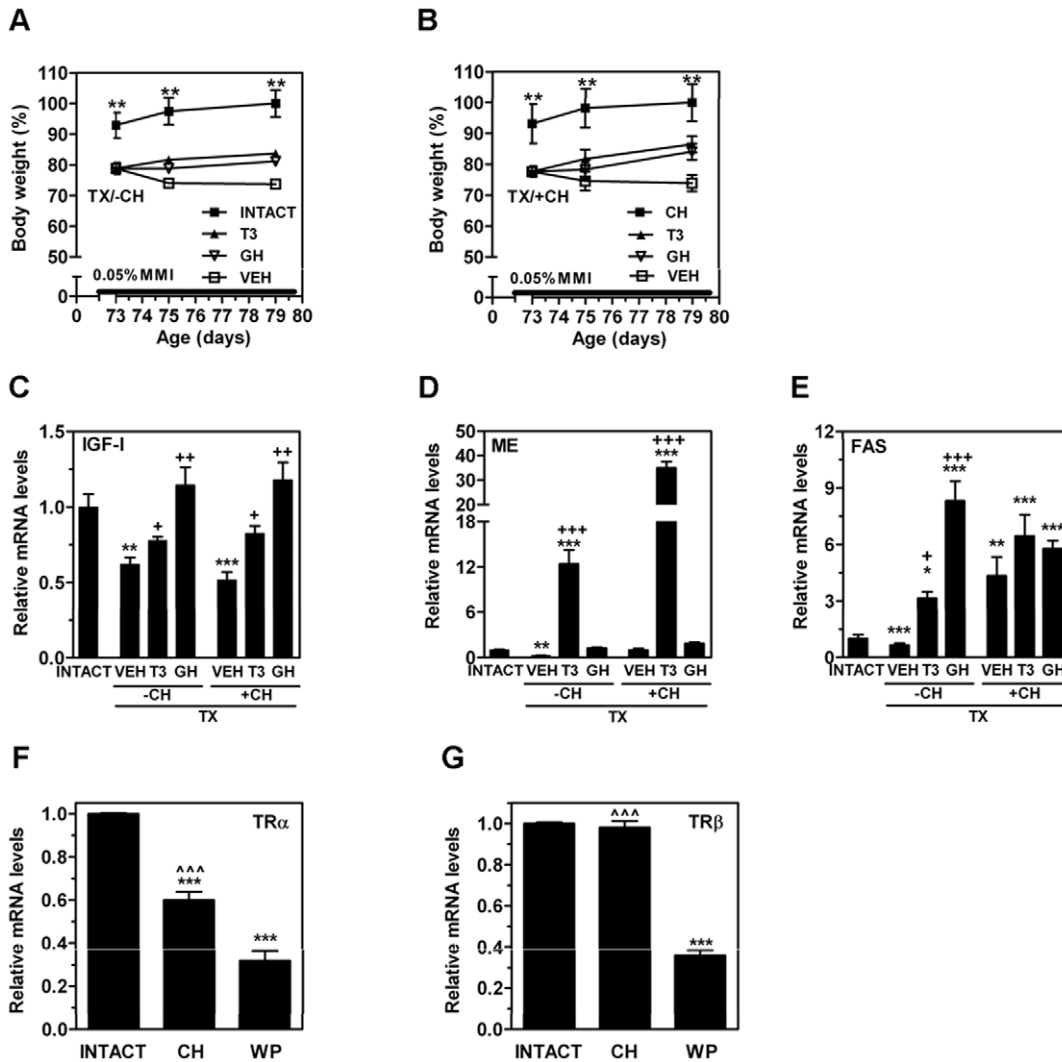 A
Body weight (%)
110
100
90
80
70
60
50
0
** ** **
TX/-CH
INTACT
T3
GH
VEH
0.05% MMI
0 73 74 75 76 77 78 79 80
Age (days)
B
Body weight (%)
110
100
90
80
70
60
50
0
** ** **
TX/+CH
CH
T3
GH
VEH
0.05% MMI
0 73 74 75 76 77 78 79 80
Age (days)
C
Relative mRNA levels
1.5
1.0
0.5
0.0
IGF-I
** + ++ *** + ++
INTACT VEH T3 GH VEH T3 GH
-CH +CH
TX
D
Relative mRNA levels
50
40
30
20
18
12
6
0
ME
**
+++
***
+++
***
INTACT VEH T3 GH VEH T3 GH
-CH +CH
TX
E
Relative mRNA levels
12
9
6
3
0
FAS
***
+
*
+++
***
** *** ***
INTACT VEH T3 GH VEH T3 GH
-CH +CH
TX
F
Relative mRNA levels
1.0
0.8
0.6
0.4
0.2
0.0
TRα
^^^
***
***
INTACT CH WP
G
Relative mRNA levels
1.0
0.8
0.6
0.4
0.2
0.0
TRβ
^^^
***
INTACT CH WP